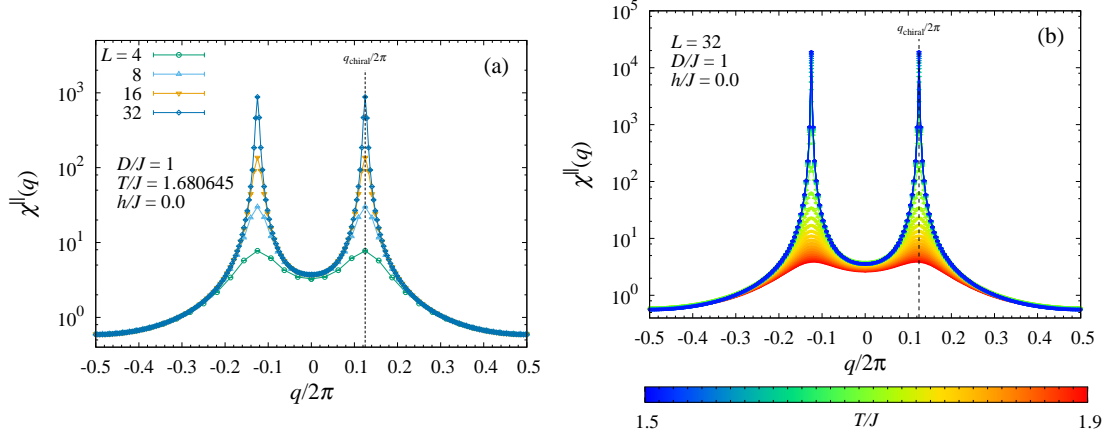 L = 4
8
16
32
(a)
q_chiral/2π
D/J = 1
T/J = 1.680645
h/J = 0.0
χ^||(q)
10^3
10^2
10^1
10^0
-0.5 -0.4 -0.3 -0.2 -0.1 0.0 0.1 0.2 0.3 0.4 0.5
q/2π
(b)
q_chiral/2π
L = 32
D/J = 1
h/J = 0.0
χ^||(q)
10^5
10^4
10^3
10^2
10^1
10^0
-0.5 -0.4 -0.3 -0.2 -0.1 0.0 0.1 0.2 0.3 0.4 0.5
q/2π
1.5 T/J 1.9